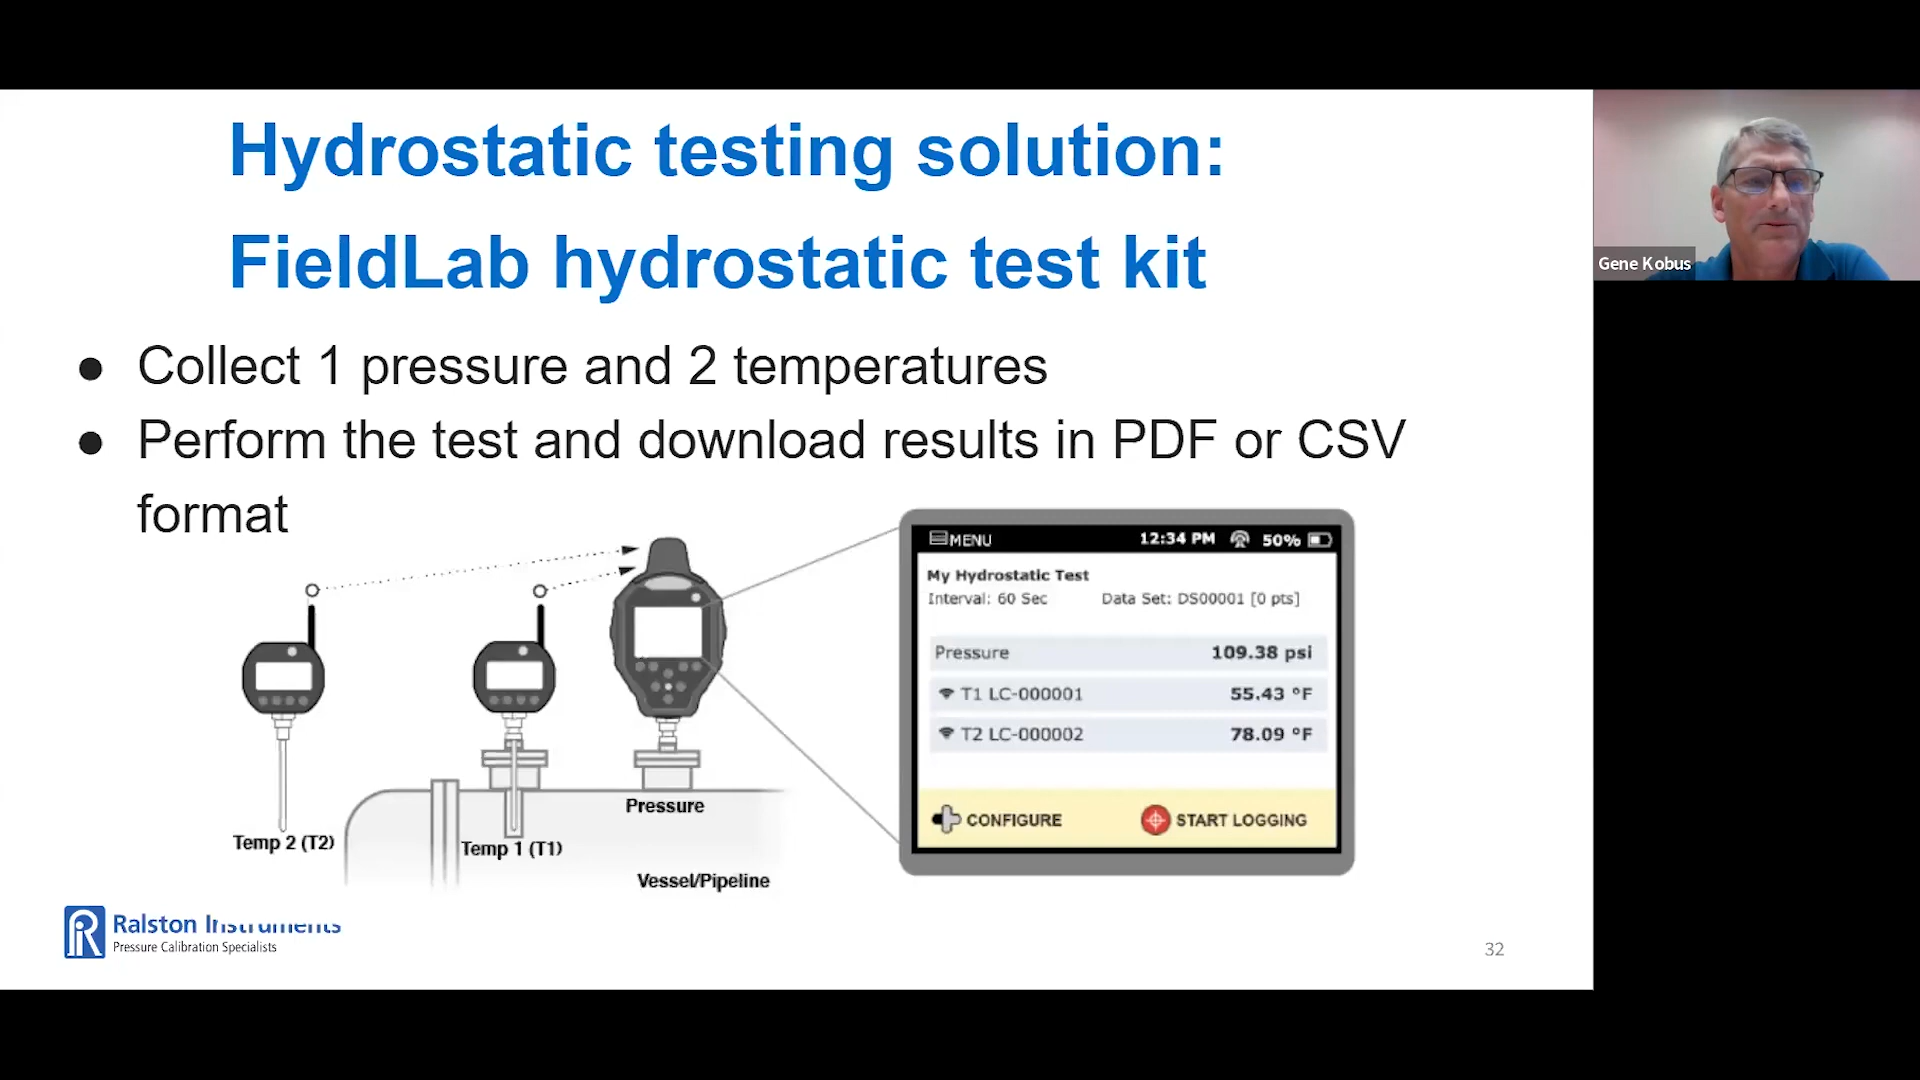 Hydrostatic testing solution:
FieldLab hydrostatic test kit
● Collect 1 pressure and 2 temperatures
● Perform the test and download results in PDF or CSV
format
MENU 12:34 PM 50%
My Hydrostatic Test
Interval: 60 Sec Data Set: DS00001 [0 pts]
Pressure 109.38 psi
T1 LC-000001 55.43 °F
T2 LC-000002 78.09 °F
CONFIGURE START LOGGING
Pressure
Temp 2 (T2)
Temp 1 (T1)
Vessel/Pipeline
Ralston Instruments
Pressure Calibration Specialists
32
Gene Kobus